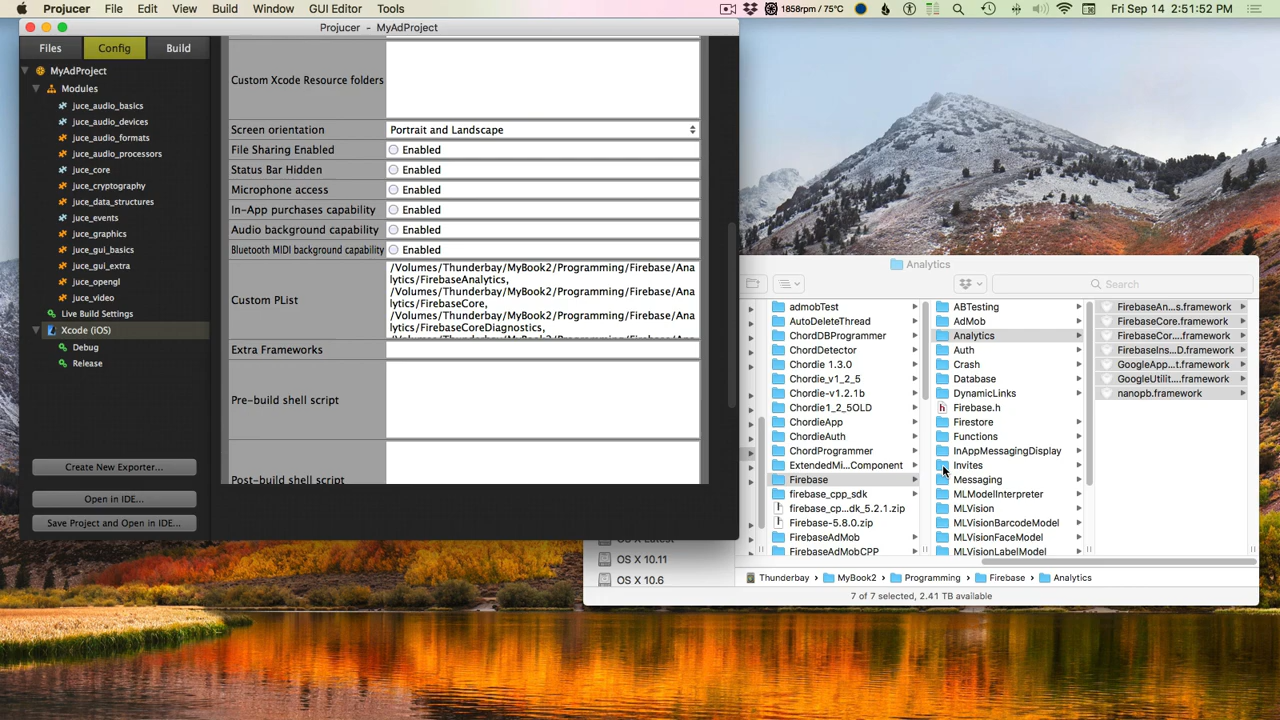 Projucer File Edit View Build Window GUI Editor Tools
1858rpm / 75°C
Fri Sep 14 2:51:52 PM
Projucer - MyAdProject
Files Config Build
MyAdProject
Modules
juce_audio_basics
juce_audio_devices
juce_audio_formats
juce_audio_processors
juce_core
juce_cryptography
juce_data_structures
juce_events
juce_graphics
juce_gui_basics
juce_gui_extra
juce_opengl
juce_video
Live Build Settings
Xcode (iOS)
Debug
Release
Create New Exporter...
Open in IDE...
Save Project and Open in IDE...
Custom Xcode Resource folders
Screen orientation Portrait and Landscape
File Sharing Enabled Enabled
Status Bar Hidden Enabled
Microphone access Enabled
In-App purchases capability Enabled
Audio background capability Enabled
Bluetooth MIDI background capability Enabled
Custom PList
/Volumes/Thunderbay/MyBook2/Programming/Firebase/Ana
lytics/FirebaseAnalytics,
/Volumes/Thunderbay/MyBook2/Programming/Firebase/Ana
lytics/FirebaseCore,
/Volumes/Thunderbay/MyBook2/Programming/Firebase/Ana
lytics/FirebaseCoreDiagnostics,
Extra Frameworks
Pre-build shell script
Post-build shell script
Analytics
Search
admobTest
AutoDeleteThread
ChordDBProgrammer
ChordDetector
Chordie 1.3.0
Chordie_v1_2_5
Chordie-v1.2.1b
Chordie1_2_5OLD
ChordieApp
ChordieAuth
ChordProgrammer
ExtendedMi...Component
Firebase
firebase_cpp_sdk
firebase_cp...dk_5.2.1.zip
Firebase-5.8.0.zip
FirebaseAdMob
FirebaseAdMobCPP
ABTesting
AdMob
Analytics
Auth
Crash
Database
DynamicLinks
Firebase.h
Firestore
Functions
InAppMessagingDisplay
Invites
Messaging
MLModelInterpreter
MLVision
MLVisionBarcodeModel
MLVisionFaceModel
MLVisionLabelModel
FirebaseAn...s.framework
FirebaseCore.framework
FirebaseCor....framework
FirebaseIns...D.framework
GoogleApp...t.framework
GoogleUtilit....framework
nanopb.framework
OS X 10.11
OS X 10.6
Thunderbay › MyBook2 › Programming › Firebase › Analytics
7 of 7 selected, 2.41 TB available